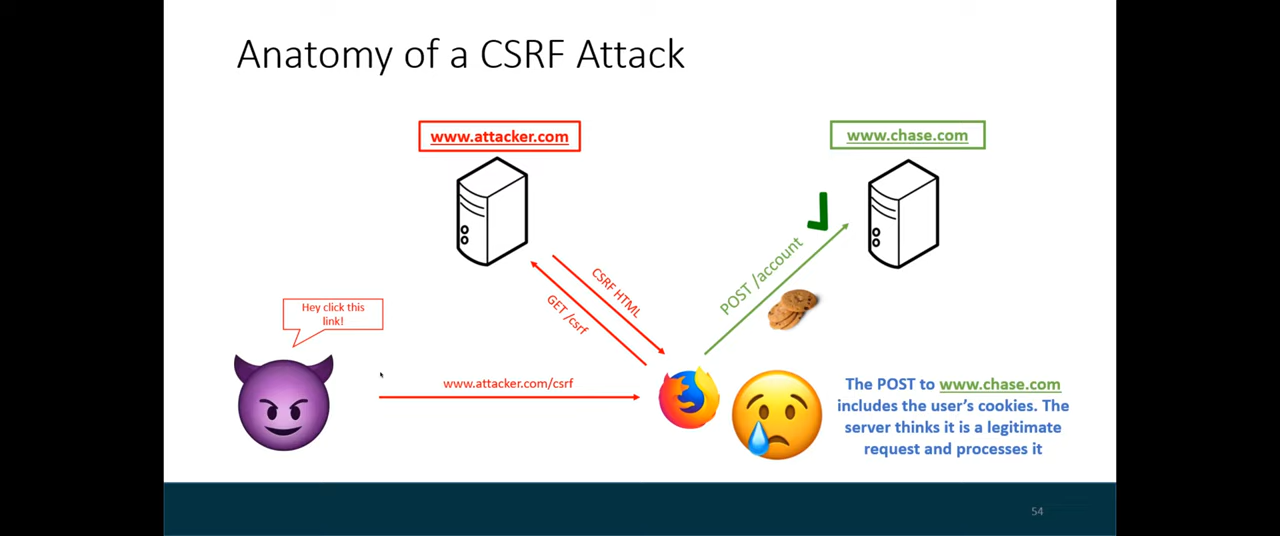 Anatomy of a CSRF Attack
www.attacker.com
www.chase.com
CSRF HTML
GET /csrf
POST /account
Hey click this
link!
www.attacker.com/csrf
The POST to www.chase.com
includes the user’s cookies. The
server thinks it is a legitimate
request and processes it
54